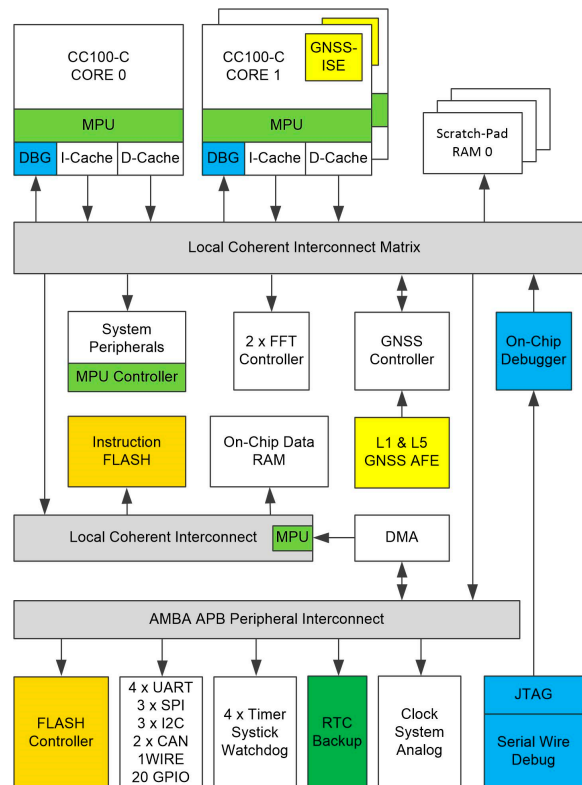 CC100-C
CORE 0
MPU
DBG
I-Cache
D-Cache
CC100-C
CORE 1
GNSS-
ISE
MPU
DBG
I-Cache
D-Cache
Scratch-Pad
RAM 0
Local Coherent Interconnect Matrix
System
Peripherals
MPU Controller
2 x FFT
Controller
GNSS
Controller
On-Chip
Debugger
Instruction
FLASH
On-Chip Data
RAM
L1 & L5
GNSS AFE
Local Coherent Interconnect
MPU
DMA
AMBA APB Peripheral Interconnect
FLASH
Controller
4 x UART
3 x SPI
3 x I2C
2 x CAN
1WIRE
20 GPIO
4 x Timer
Systick
Watchdog
RTC
Backup
Clock
System
Analog
JTAG
Serial Wire
Debug